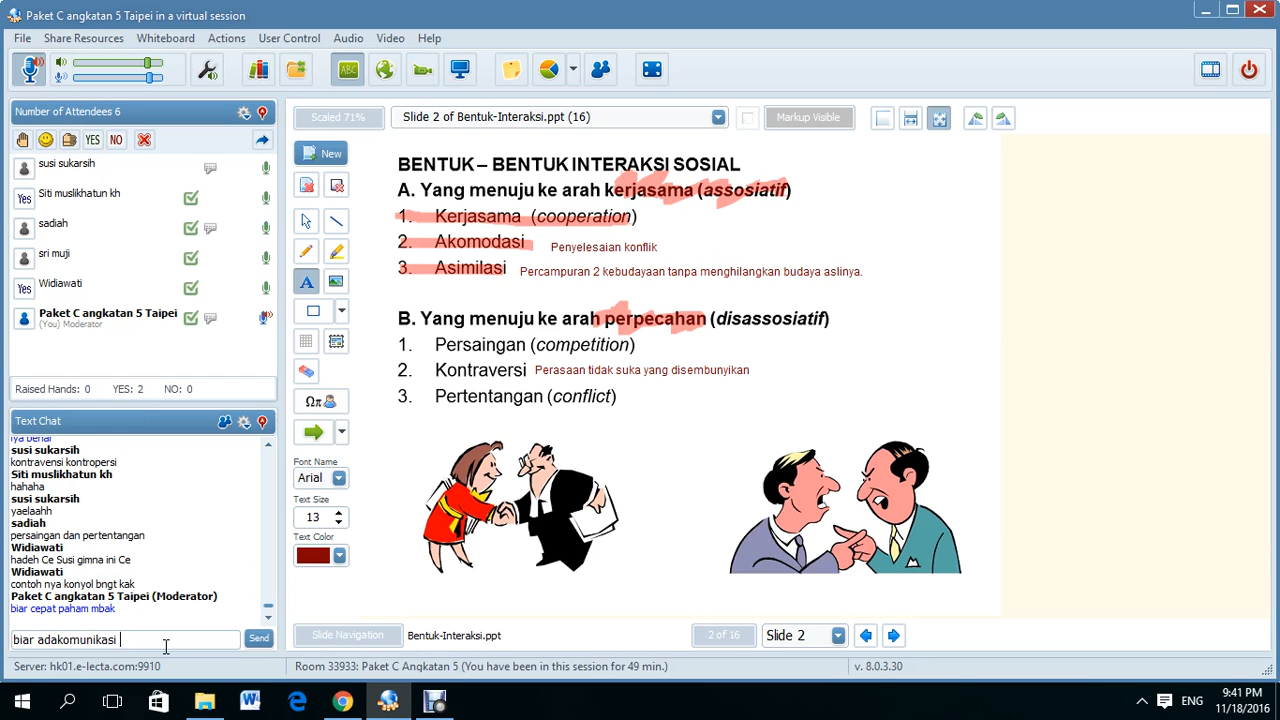 Paket C angkatan 5 Taipei in a virtual session
File Share Resources Whiteboard Actions User Control Audio Video Help
ABC
Number of Attendees 6
YES NO
susi sukarsih
Yes Siti muslikhatun kh
sadiah
sri muji
Yes Widiawati
Paket C angkatan 5 Taipei
(You) Moderator
Raised Hands: 0 YES: 2 NO: 0
Text Chat
iya benar
susi sukarsih
kontravensi kontropersi
Siti muslikhatun kh
hahaha
susi sukarsih
yaelaahh
sadiah
persaingan dan pertentangan
Widiawati
hadeh Ce Susi gimna ini Ce
Widiawati
contoh nya konyol bngt kak
Paket C angkatan 5 Taipei (Moderator)
biar cepat paham mbak
biar adakomunikasi
Send
Scaled 71%
Slide 2 of Bentuk-Interaksi.ppt (16)
Markup Visible
New
A
Ωπ
Font Name
Arial
Text Size
13
Text Color
BENTUK – BENTUK INTERAKSI SOSIAL
A. Yang menuju ke arah kerjasama (assosiatif)
1. Kerjasama (cooperation)
2. Akomodasi Penyelesaian konflik
3. Asimilasi Percampuran 2 kebudayaan tanpa menghilangkan budaya aslinya.
B. Yang menuju ke arah perpecahan (disassosiatif)
1. Persaingan (competition)
2. Kontraversi Perasaan tidak suka yang disembunyikan
3. Pertentangan (conflict)
Slide Navigation Bentuk-Interaksi.ppt 2 of 16 Slide 2
Server: hk01.e-lecta.com:9910 Room 33933: Paket C Angkatan 5 (You have been in this session for 49 min.) v. 8.0.3.30
ENG
9:41 PM
11/18/2016